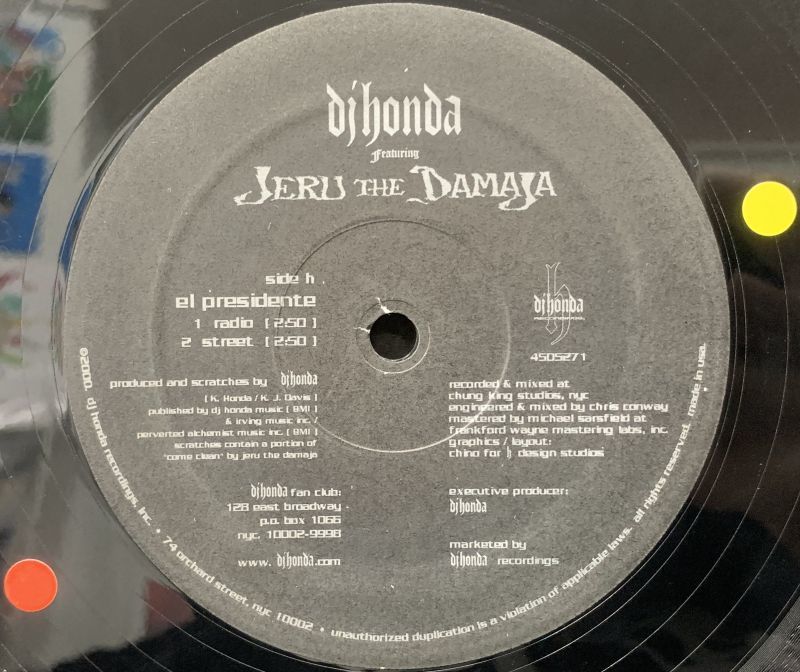 dj honda
Featuring
JERU THE DAMAJA
side h
el presidente
1 radio [ 2:50 ]
2 street [ 2:50 ]
dj honda
RECORDINGS
4505271
produced and scratches by dj honda
[ K. Honda / K. J. Davis ]
published by dj honda music [ BMI ]
& irving music inc. /
perverted alchemist music inc. [ BMI ]
scratches contain a portion of
"come clean" by jeru the damaja
recorded & mixed at
chung king studios, nyc
engineered & mixed by chris conway
mastered by michael sarsfield at
frankford wayne mastering labs, inc.
graphics / layout:
chino for h design studios
dj honda fan club:
128 east broadway
p.o. box 1066
nyc, 10002-9998
www. dj honda.com
executive producer:
dj honda
marketed by
dj honda recordings
©2000. dj honda recordings, inc. • 74 orchard street, nyc 10002 • unauthorized duplication is a violation of applicable laws. all rights reserved. made in usa.